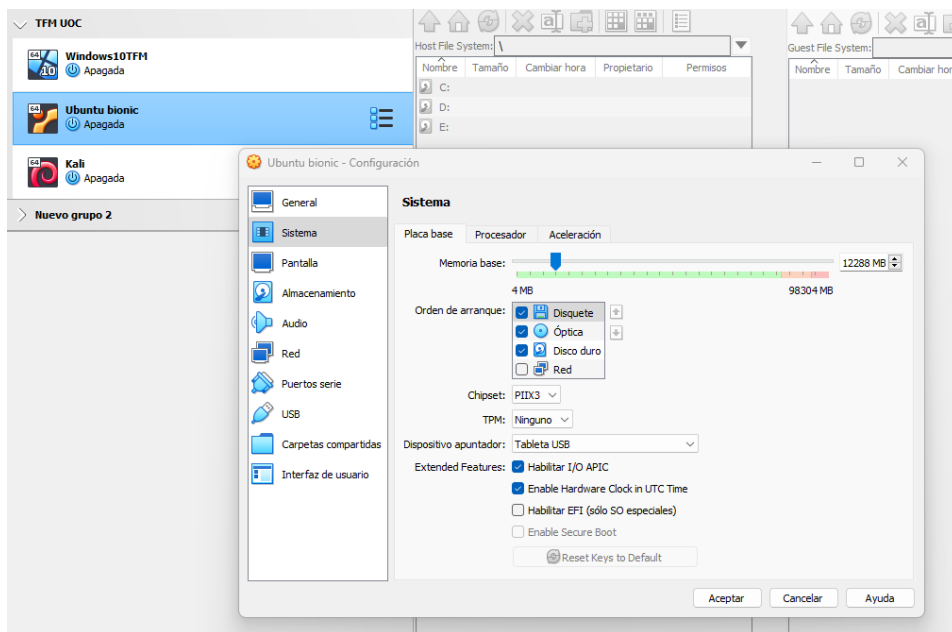 TFM UOC
64
10
Windows10TFM
Apagada
64
Ubuntu bionic
Apagada
64
Kali
Apagada
Nuevo grupo 2
Host File System: \
Nombre Tamaño Cambiar hora Propietario Permisos
C:
D:
E:
Guest File System:
Nombre Tamaño Cambiar hor
Ubuntu bionic - Configuración
General
Sistema
Pantalla
Almacenamiento
Audio
Red
Puertos serie
USB
Carpetas compartidas
Interfaz de usuario
Sistema
Placa base Procesador Aceleración
Memoria base: 12288 MB
4 MB 98304 MB
Orden de arranque: Disquete
Óptica
Disco duro
Red
Chipset: PIIX3
TPM: Ninguno
Dispositivo apuntador: Tableta USB
Extended Features: Habilitar I/O APIC
Enable Hardware Clock in UTC Time
Habilitar EFI (sólo SO especiales)
Enable Secure Boot
Reset Keys to Default
Aceptar Cancelar Ayuda